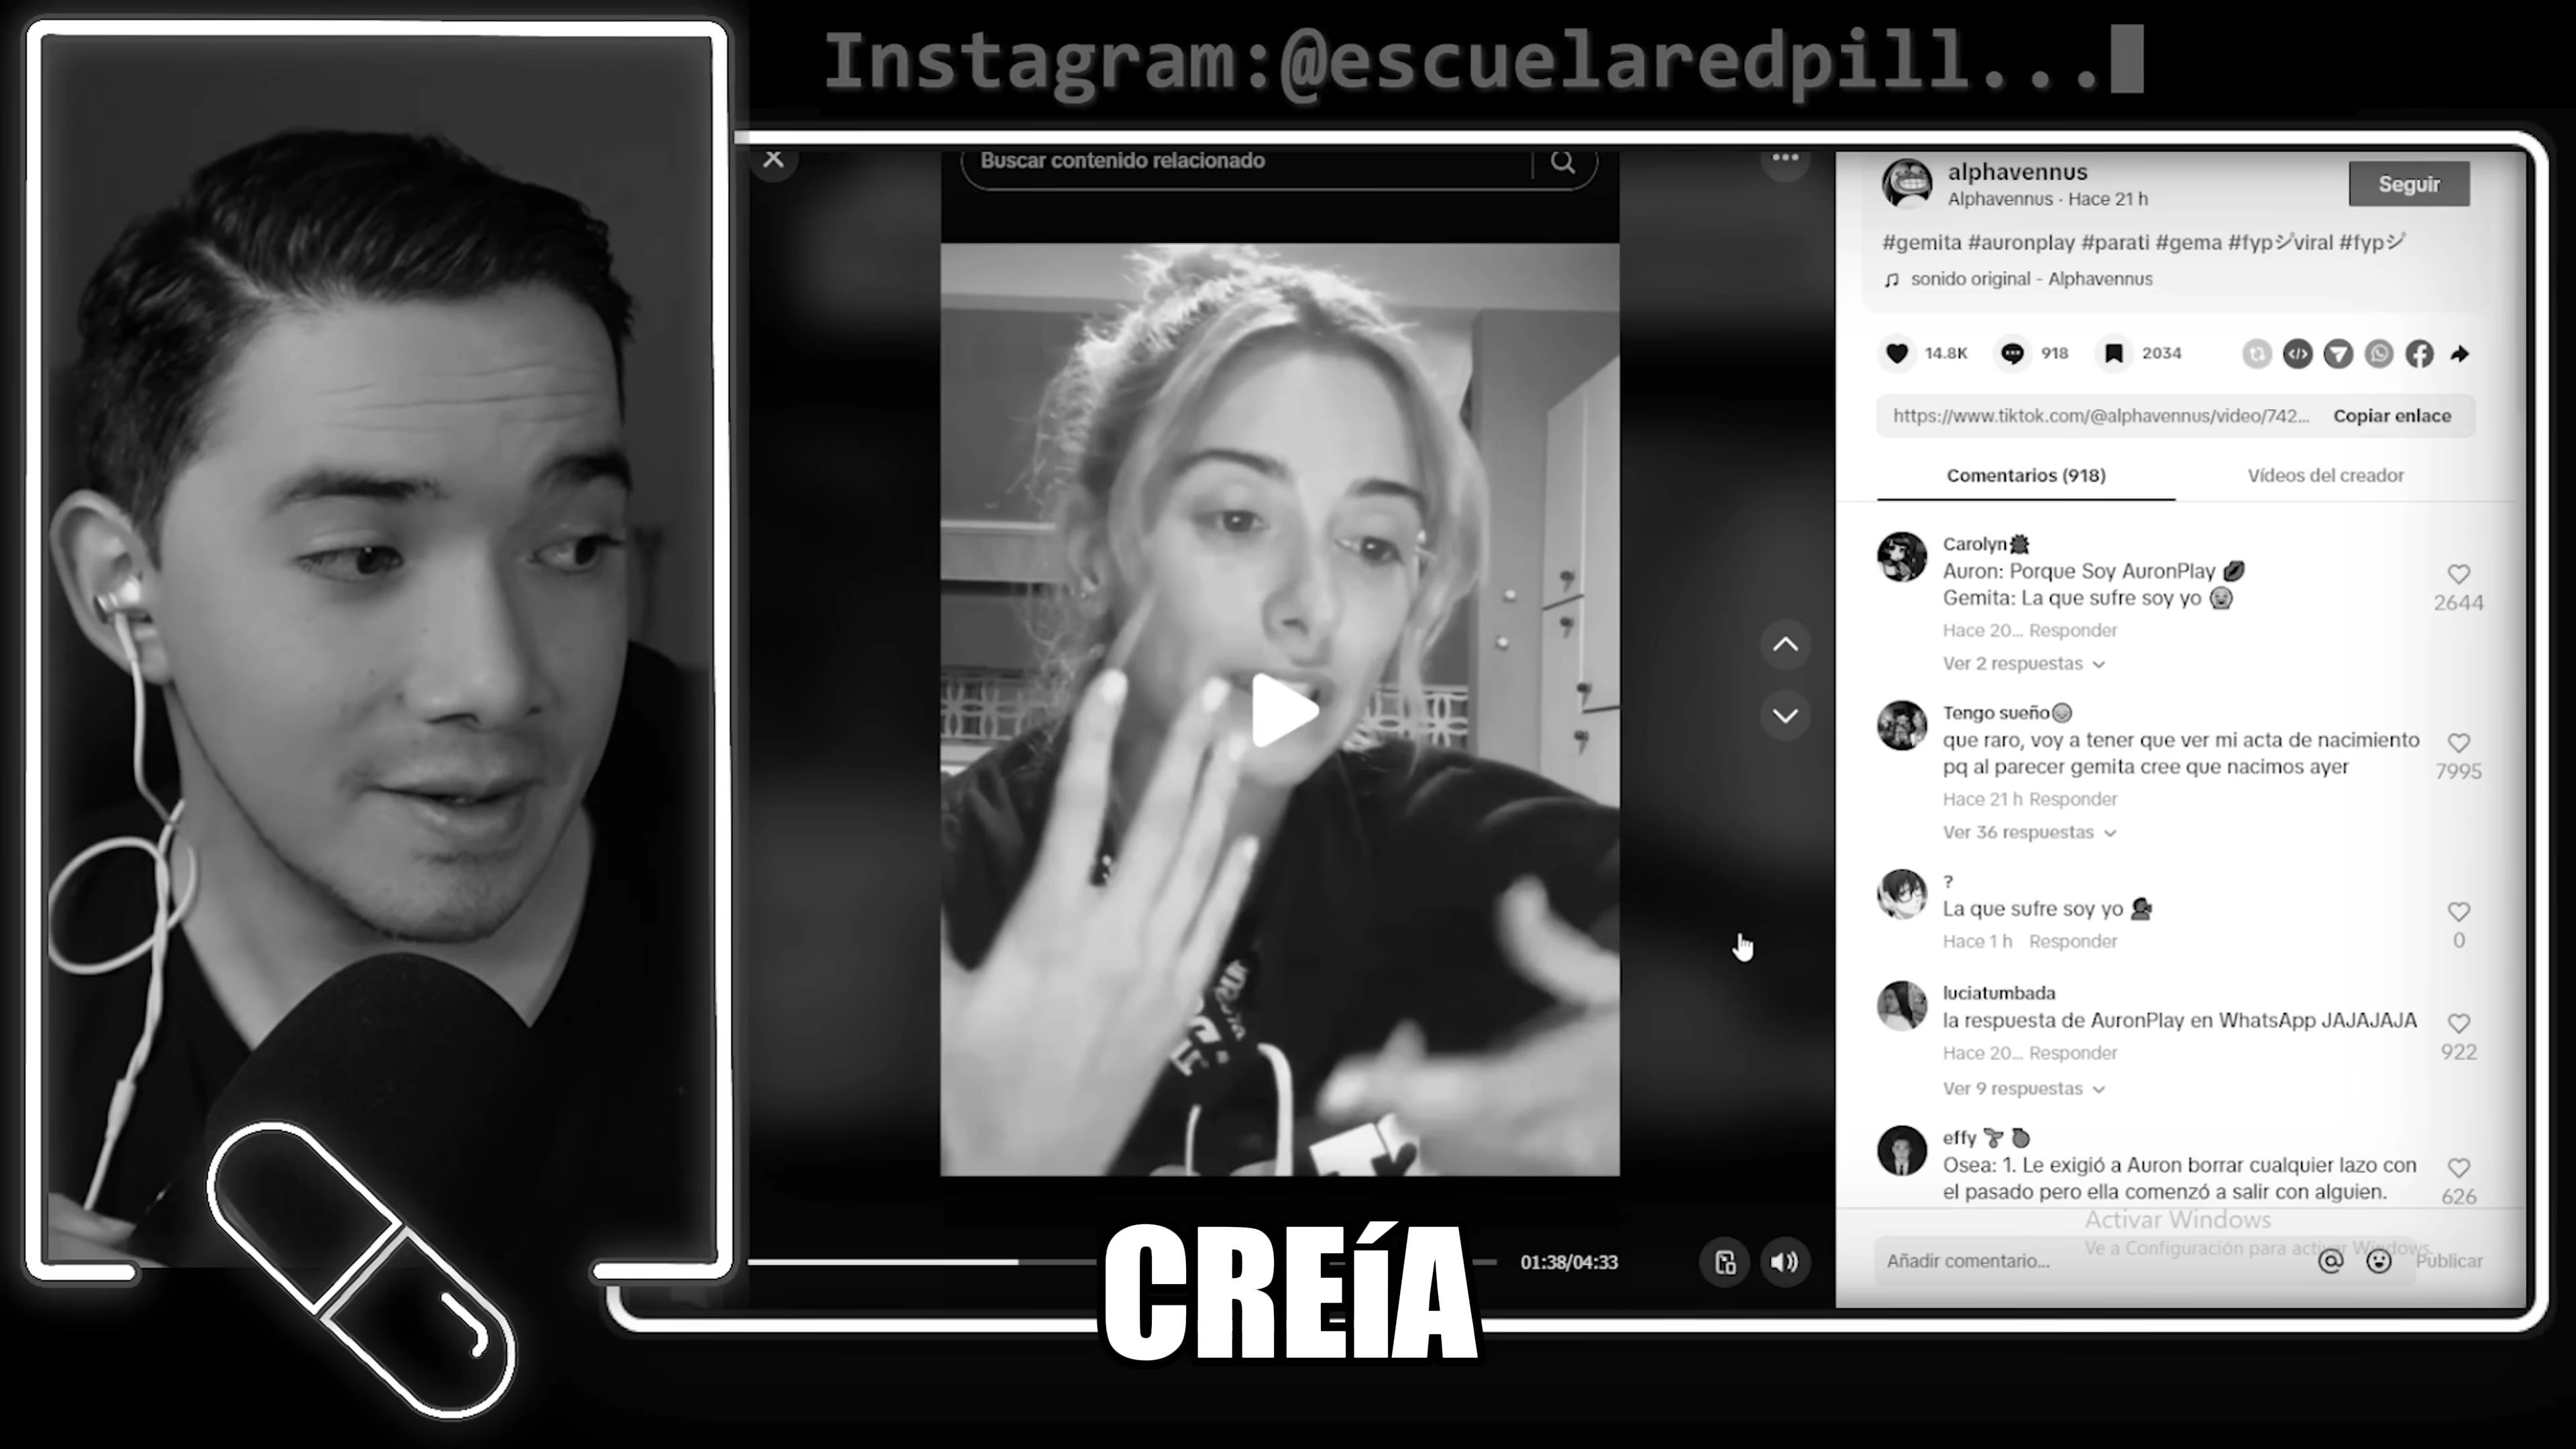 Instagram:@escuelaredpill...
Buscar contenido relacionado
alphavennus
Alphavennus · Hace 21 h
Seguir
#gemita #auronplay #parati #gema #fypシ゚viral #fypシ
sonido original - Alphavennus
14.8K
918
2034
https://www.tiktok.com/@alphavennus/video/742...
Copiar enlace
Comentarios (918)
Vídeos del creador
Carolyn
Auron: Porque Soy AuronPlay
Gemita: La que sufre soy yo
2644
Hace 20... Responder
Ver 2 respuestas
Tengo sueño
que raro, voy a tener que ver mi acta de nacimiento
pq al parecer gemita cree que nacimos ayer
7995
Hace 21 h Responder
Ver 36 respuestas
?
La que sufre soy yo
Hace 1 h Responder
0
luciatumbada
la respuesta de AuronPlay en WhatsApp JAJAJAJA
Hace 20... Responder
922
Ver 9 respuestas
effy
Osea: 1. Le exigió a Auron borrar cualquier lazo con
el pasado pero ella comenzó a salir con alguien.
626
Activar Windows
Ve a Configuración para activar Windows.
Añadir comentario...
Publicar
01:38/04:33
CREíA